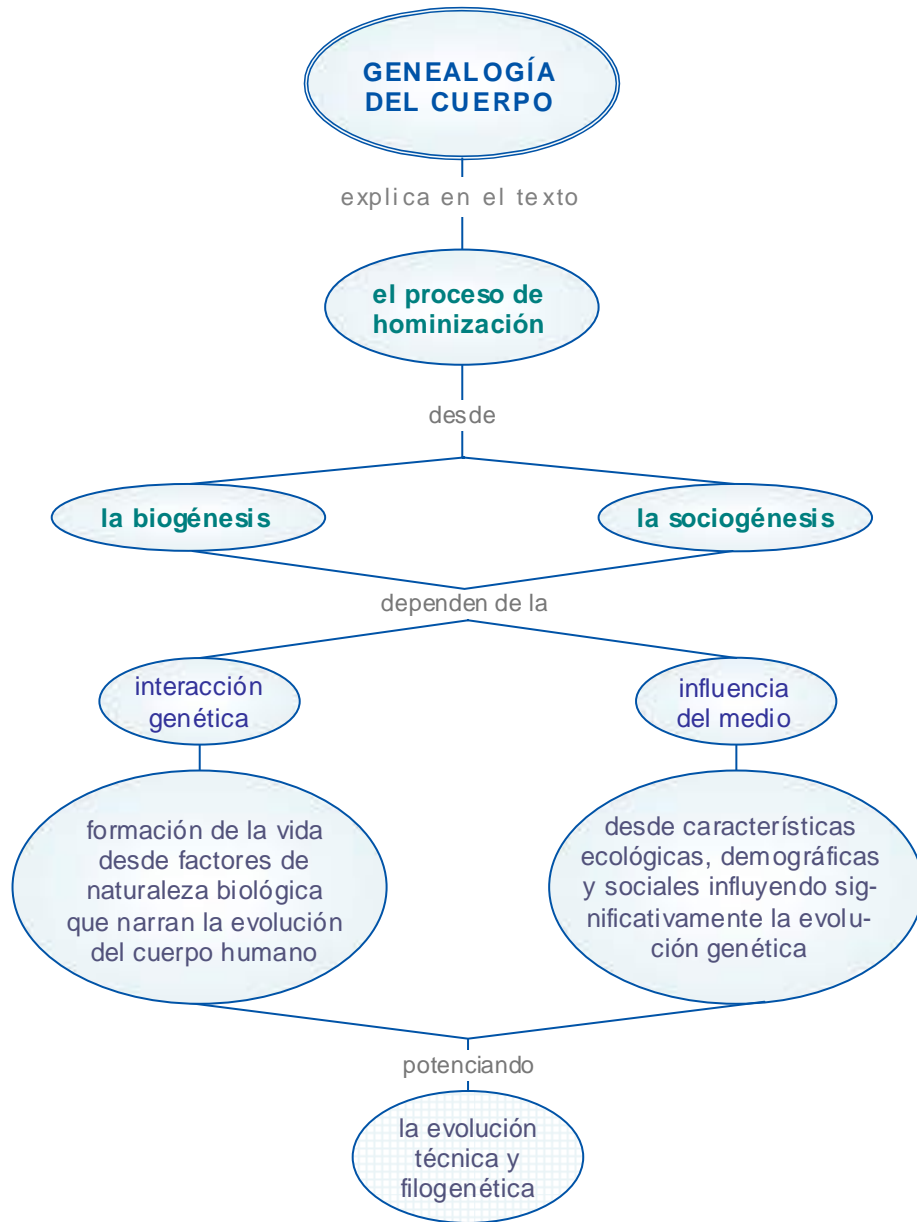 GENEALOGÍA
DEL CUERPO
explica en el texto
el proceso de
hominización
desde
la biogénesis
la sociogénesis
dependen de la
interacción
genética
influencia
del medio
formación de la vida
desde factores de
naturaleza biológica
que narran la evolución
del cuerpo humano
desde características
ecológicas, demográficas
y sociales influyendo sig-
nificativamente la evolu-
ción genética
potenciando
la evolución
técnica y
filogenética